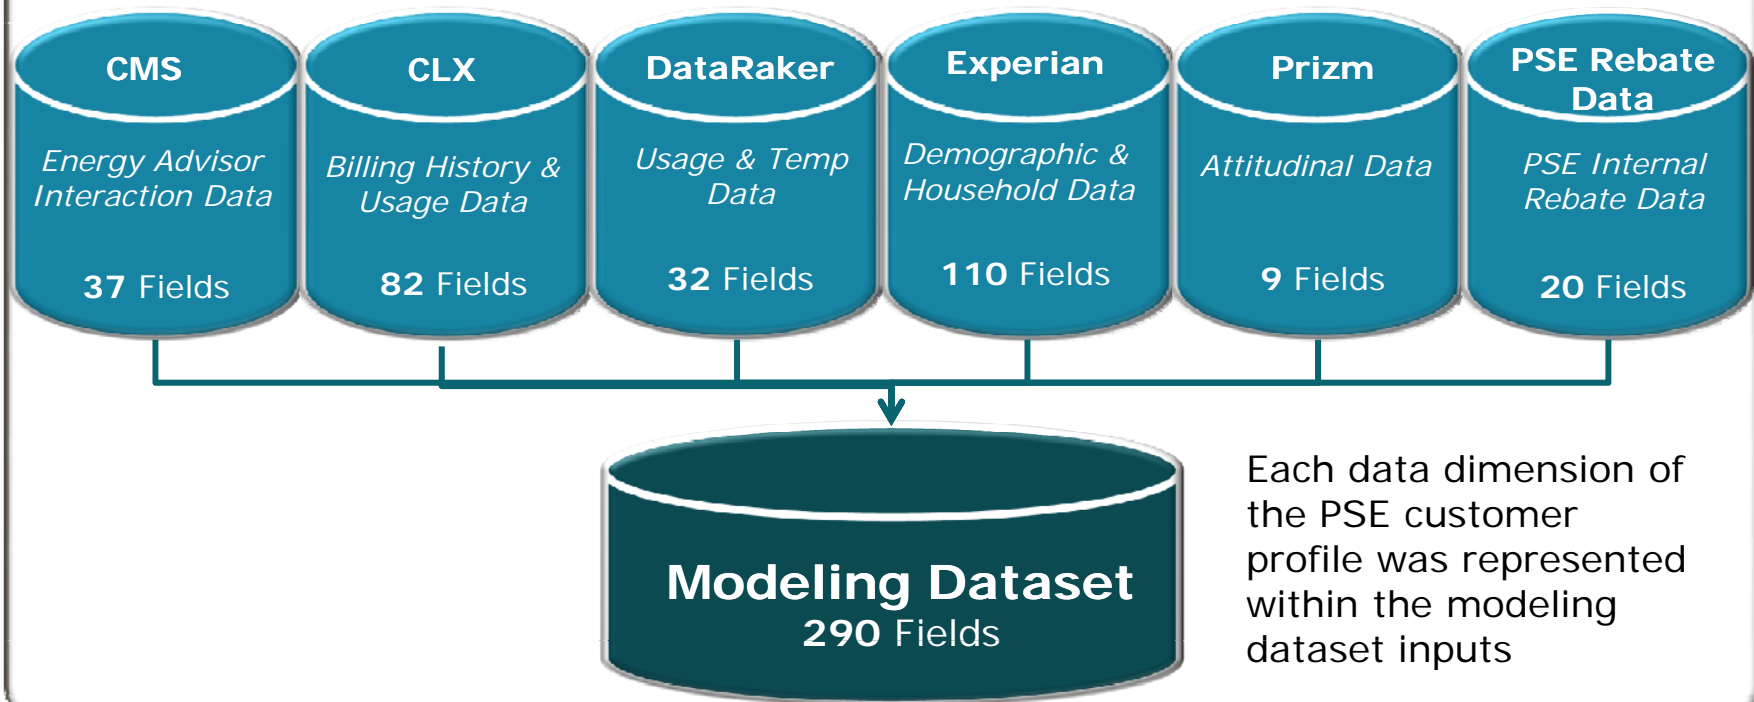 CMS
Energy Advisor
Interaction Data
37 Fields
CLX
Billing History &
Usage Data
82 Fields
DataRaker
Usage & Temp
Data
32 Fields
Experian
Demographic &
Household Data
110 Fields
Prizm
Attitudinal Data
9 Fields
PSE Rebate
Data
PSE Internal
Rebate Data
20 Fields
Modeling Dataset
290 Fields
Each data dimension of
the PSE customer
profile was represented
within the modeling
dataset inputs